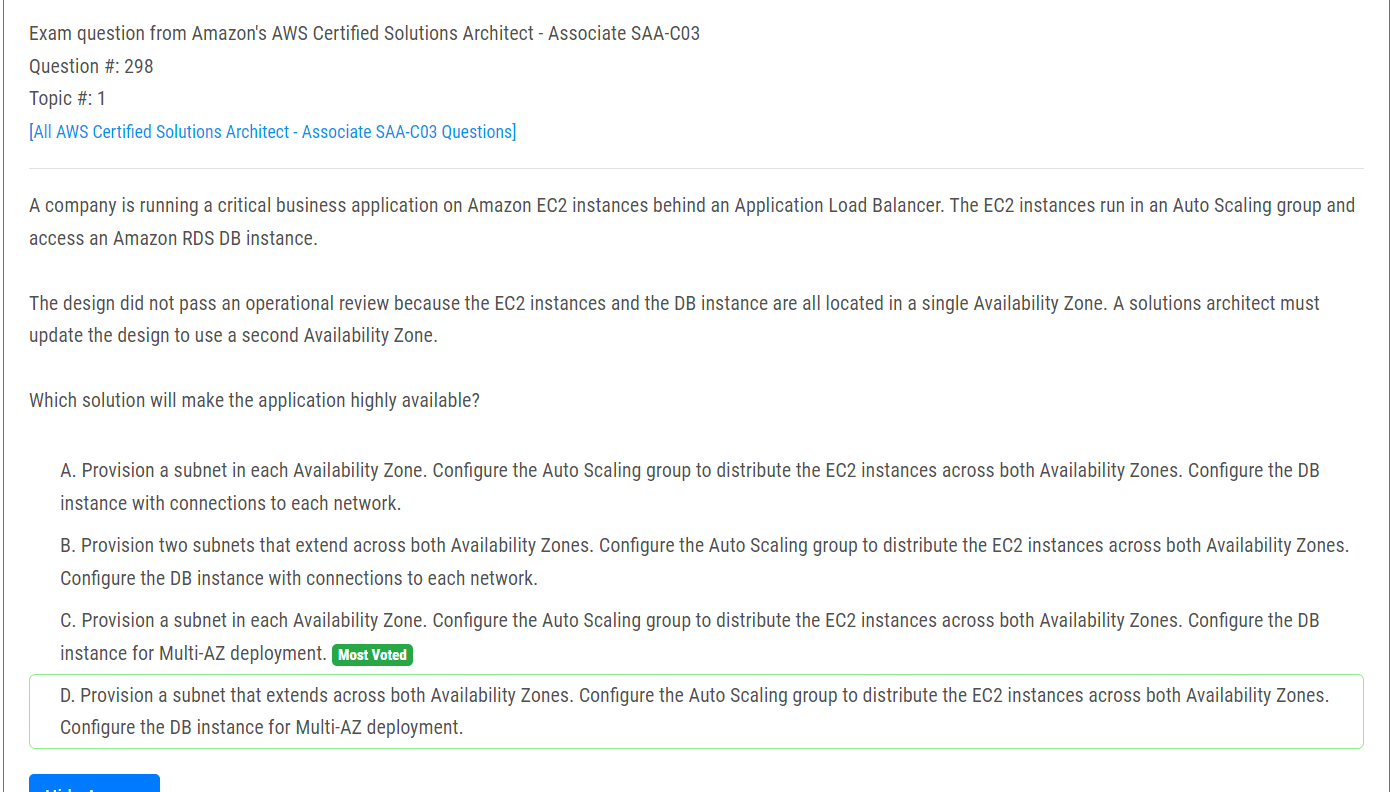 Exam question from Amazon's AWS Certified Solutions Architect - Associate SAA-C03
Question #: 298
Topic #: 1
[All AWS Certified Solutions Architect - Associate SAA-C03 Questions]
A company is running a critical business application on Amazon EC2 instances behind an Application Load Balancer. The EC2 instances run in an Auto Scaling group and
access an Amazon RDS DB instance.
The design did not pass an operational review because the EC2 instances and the DB instance are all located in a single Availability Zone. A solutions architect must
update the design to use a second Availability Zone.
Which solution will make the application highly available?
A. Provision a subnet in each Availability Zone. Configure the Auto Scaling group to distribute the EC2 instances across both Availability Zones. Configure the DB
instance with connections to each network.
B. Provision two subnets that extend across both Availability Zones. Configure the Auto Scaling group to distribute the EC2 instances across both Availability Zones.
Configure the DB instance with connections to each network.
C. Provision a subnet in each Availability Zone. Configure the Auto Scaling group to distribute the EC2 instances across both Availability Zones. Configure the DB
instance for Multi-AZ deployment. Most Voted
D. Provision a subnet that extends across both Availability Zones. Configure the Auto Scaling group to distribute the EC2 instances across both Availability Zones.
Configure the DB instance for Multi-AZ deployment.